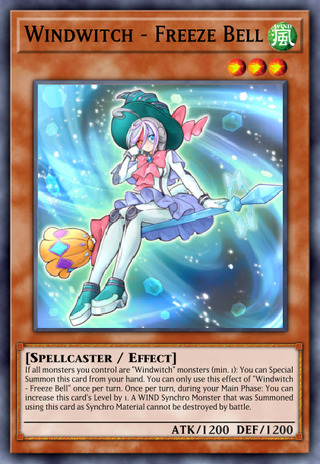 Windwitch - Freeze Bell
WIND
風
[Spellcaster / Effect]
If all monsters you control are "Windwitch" monsters (min. 1): You can Special
Summon this card from your hand. You can only use this effect of "Windwitch
- Freeze Bell" once per turn. Once per turn, during your Main Phase: You can
increase this card's Level by 1. A WIND Synchro Monster that was Summoned
using this card as Synchro Material cannot be destroyed by battle.
ATK/1200 DEF/1200